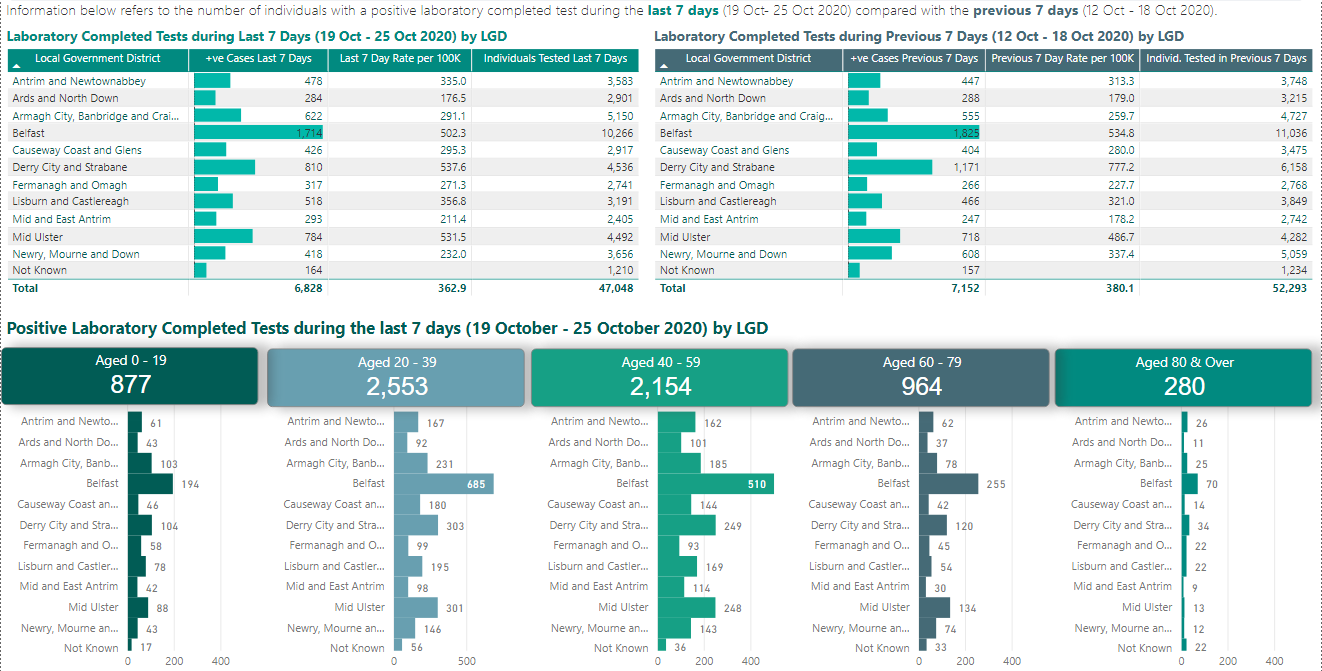 Information below refers to the number of individuals with a positive laboratory completed test during the last 7 days (19 Oct- 25 Oct 2020) compared with the previous 7 days (12 Oct - 18 Oct 2020).
Laboratory Completed Tests during Last 7 Days (19 Oct - 25 Oct 2020) by LGD
Local Government District +ve Cases Last 7 Days Last 7 Day Rate per 100K Individuals Tested Last 7 Days
Antrim and Newtownabbey 478 335.0 3,583
Ards and North Down 284 176.5 2,901
Armagh City, Banbridge and Crai... 622 291.1 5,150
Belfast 1,714 502.3 10,266
Causeway Coast and Glens 426 295.3 2,917
Derry City and Strabane 810 537.6 4,536
Fermanagh and Omagh 317 271.3 2,741
Lisburn and Castlereagh 518 356.8 3,191
Mid and East Antrim 293 211.4 2,405
Mid Ulster 784 531.5 4,492
Newry, Mourne and Down 418 232.0 3,656
Not Known 164 1,210
Total 6,828 362.9 47,048
Laboratory Completed Tests during Previous 7 Days (12 Oct - 18 Oct 2020) by LGD
Local Government District +ve Cases Previous 7 Days Previous 7 Day Rate per 100K Individ. Tested in Previous 7 Days
Antrim and Newtownabbey 447 313.3 3,748
Ards and North Down 288 179.0 3,215
Armagh City, Banbridge and Craig... 555 259.7 4,727
Belfast 1,825 534.8 11,036
Causeway Coast and Glens 404 280.0 3,475
Derry City and Strabane 1,171 777.2 6,158
Fermanagh and Omagh 266 227.7 2,768
Lisburn and Castlereagh 466 321.0 3,849
Mid and East Antrim 247 178.2 2,742
Mid Ulster 718 486.7 4,282
Newry, Mourne and Down 608 337.4 5,059
Not Known 157 1,234
Total 7,152 380.1 52,293
Positive Laboratory Completed Tests during the last 7 days (19 October - 25 October 2020) by LGD
Aged 0 - 19
877
Antrim and Newto... 61
Ards and North Do... 43
Armagh City, Banb... 103
Belfast 194
Causeway Coast an... 46
Derry City and Stra... 104
Fermanagh and O... 58
Lisburn and Castler... 78
Mid and East Antrim 42
Mid Ulster 88
Newry, Mourne an... 43
Not Known 17
0 200 400
Aged 20 - 39
2,553
Antrim and Newto... 167
Ards and North Do... 92
Armagh City, Banb... 231
Belfast 685
Causeway Coast an... 180
Derry City and Stra... 303
Fermanagh and O... 99
Lisburn and Castler... 195
Mid and East Antrim 98
Mid Ulster 301
Newry, Mourne an... 146
Not Known 56
0 500
Aged 40 - 59
2,154
Antrim and Newto... 162
Ards and North Do... 101
Armagh City, Banb... 185
Belfast 510
Causeway Coast an... 144
Derry City and Stra... 249
Fermanagh and O... 93
Lisburn and Castler... 169
Mid and East Antrim 114
Mid Ulster 248
Newry, Mourne an... 143
Not Known 36
0 200 400
Aged 60 - 79
964
Antrim and Newto... 62
Ards and North Do... 37
Armagh City, Banb... 78
Belfast 255
Causeway Coast an... 42
Derry City and Stra... 120
Fermanagh and O... 45
Lisburn and Castler... 54
Mid and East Antrim 30
Mid Ulster 134
Newry, Mourne an... 74
Not Known 33
0 200 400
Aged 80 & Over
280
Antrim and Newto... 26
Ards and North Do... 11
Armagh City, Banb... 25
Belfast 70
Causeway Coast an... 14
Derry City and Stra... 34
Fermanagh and O... 22
Lisburn and Castler... 22
Mid and East Antrim 9
Mid Ulster 13
Newry, Mourne an... 12
Not Known 22
0 200 400